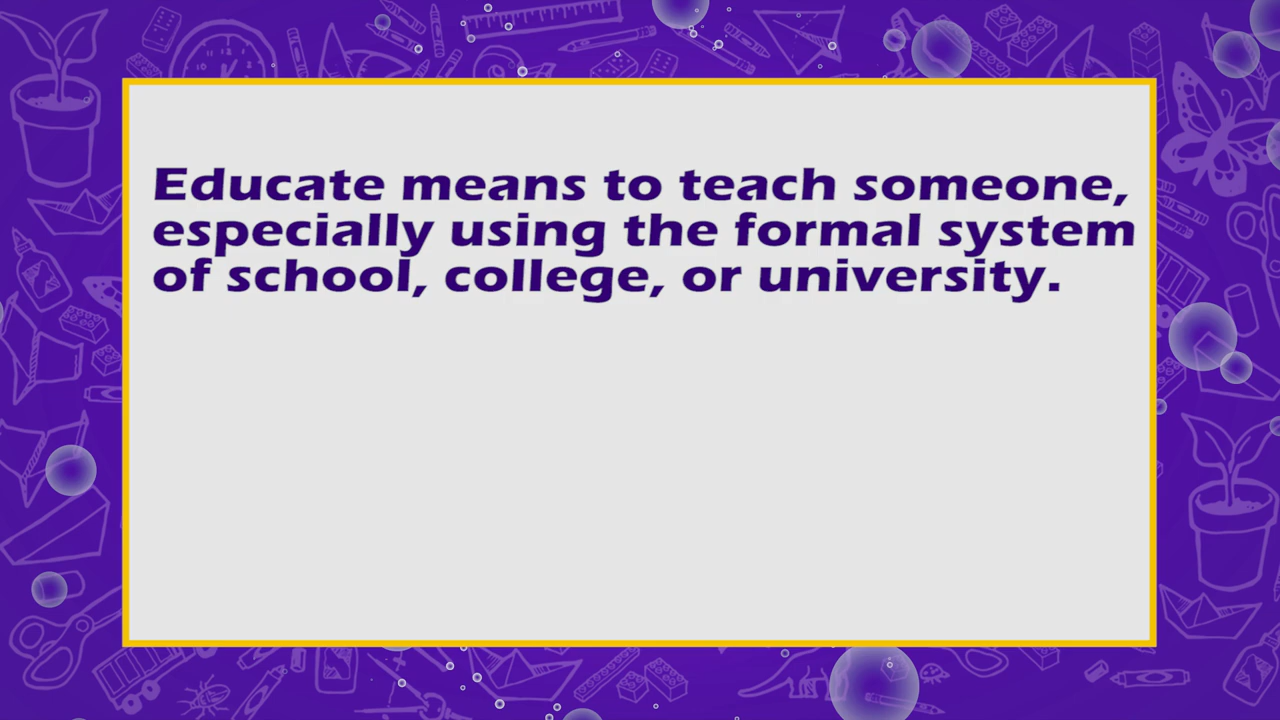 Educate means to teach someone,
especially using the formal system
of school, college, or university.